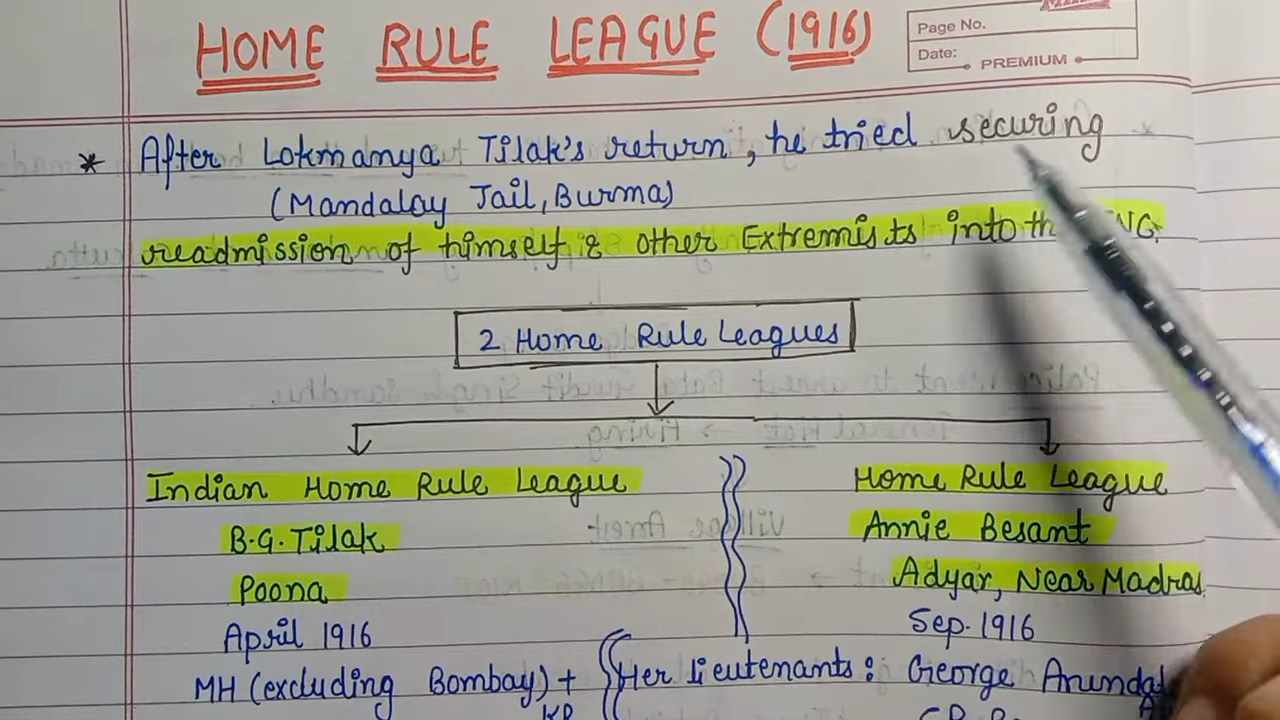 HOME RULE LEAGUE (1916)
Page No.
Date:
PREMIUM
* After Lokmanya Tilak's return, he tried securing
(Mandalay Jail, Burma)
readmission of himself & other Extremists into
2 Home Rule Leagues
Indian Home Rule League
B.G.Tilak
Poona
April 1916
MH (excluding Bombay) +
Home Rule League
Annie Besant
Adyar, Near Madras
Sep. 1916
Her lieutenants: George